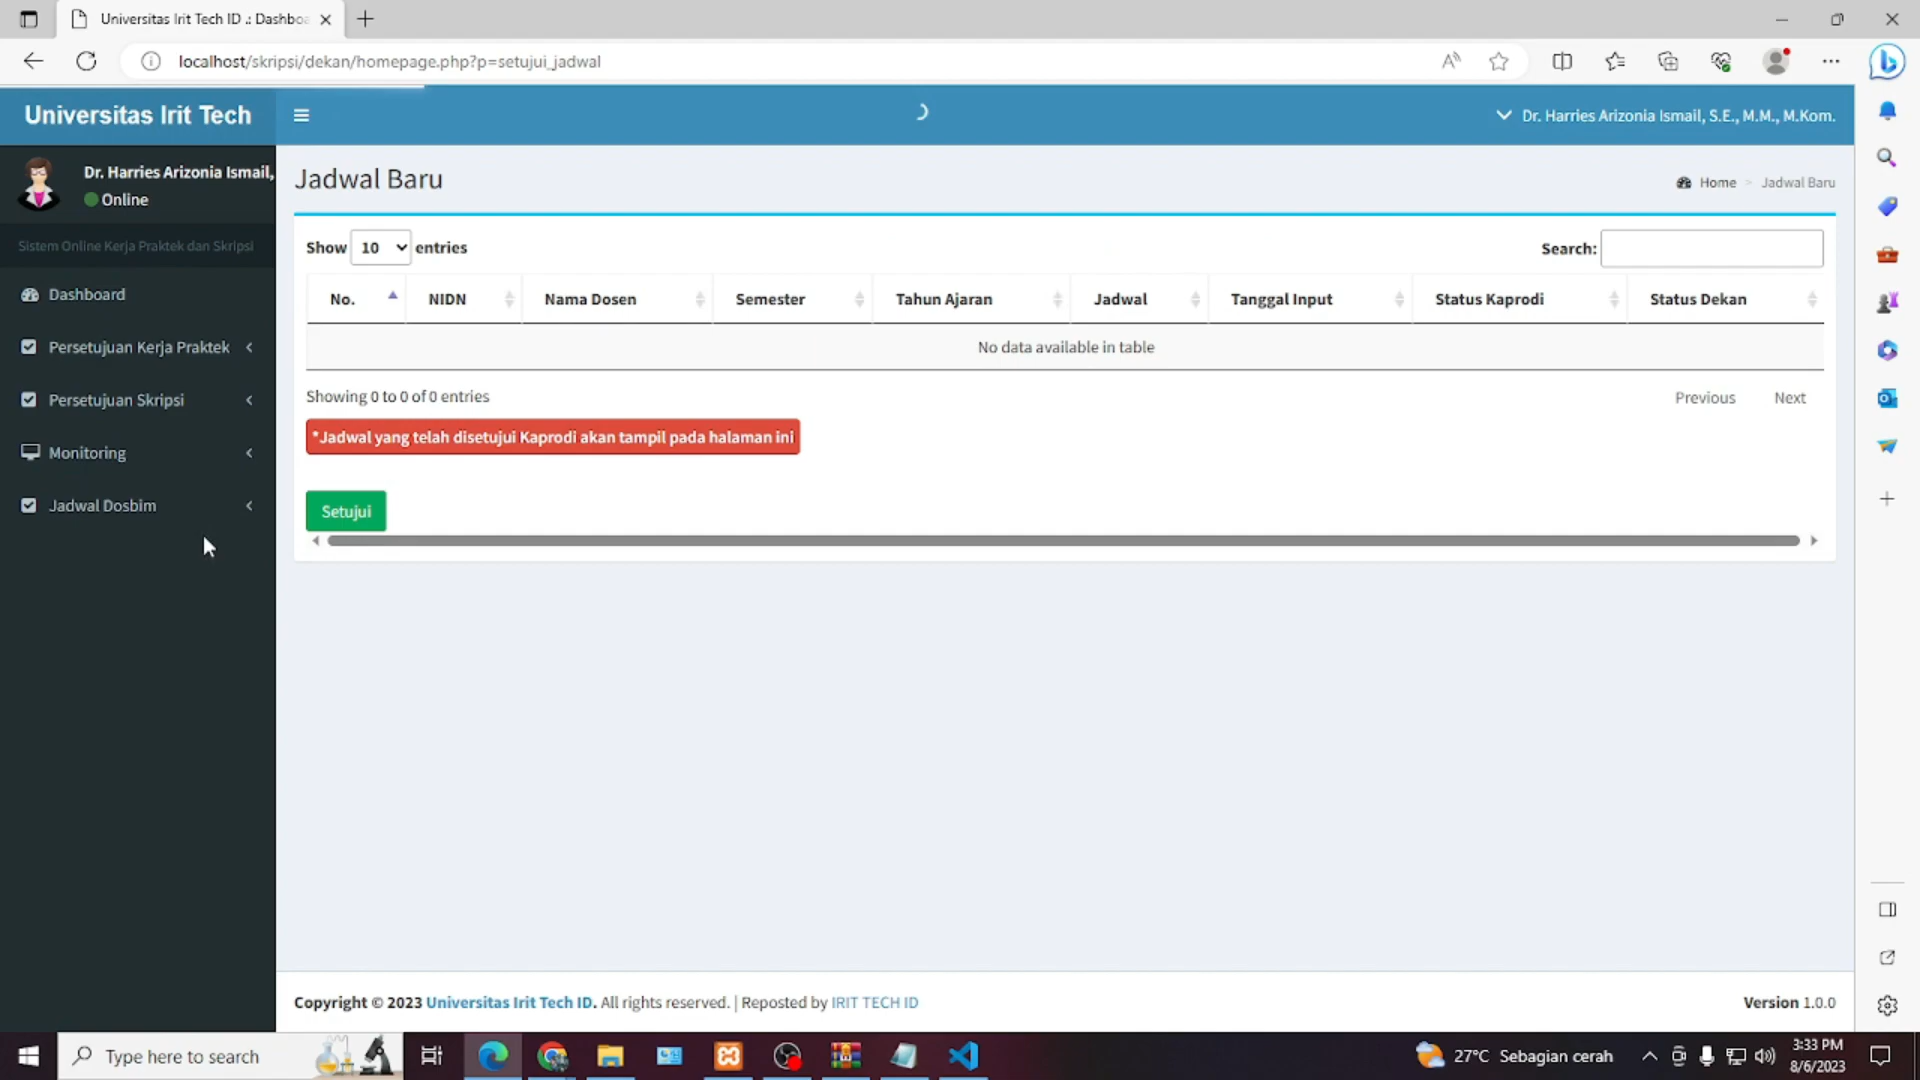 Universitas Irit Tech ID .: Dashboa
localhost/skripsi/dekan/homepage.php?p=setujui_jadwal
Universitas Irit Tech
Dr. Harries Arizonia Ismail, S.E., M.M., M.Kom.
Dr. Harries Arizonia Ismail,
Online
Sistem Online Kerja Praktek dan Skripsi
Dashboard
Persetujuan Kerja Praktek
Persetujuan Skripsi
Monitoring
Jadwal Dosbim
Jadwal Baru
Home > Jadwal Baru
Show 10 entries
Search:
No. NIDN Nama Dosen Semester Tahun Ajaran Jadwal Tanggal Input Status Kaprodi Status Dekan
No data available in table
Showing 0 to 0 of 0 entries
Previous Next
*Jadwal yang telah disetujui Kaprodi akan tampil pada halaman ini
Setujui
Copyright © 2023 Universitas Irit Tech ID. All rights reserved. | Reposted by IRIT TECH ID
Version 1.0.0
Type here to search
27°C Sebagian cerah
3:33 PM
8/6/2023